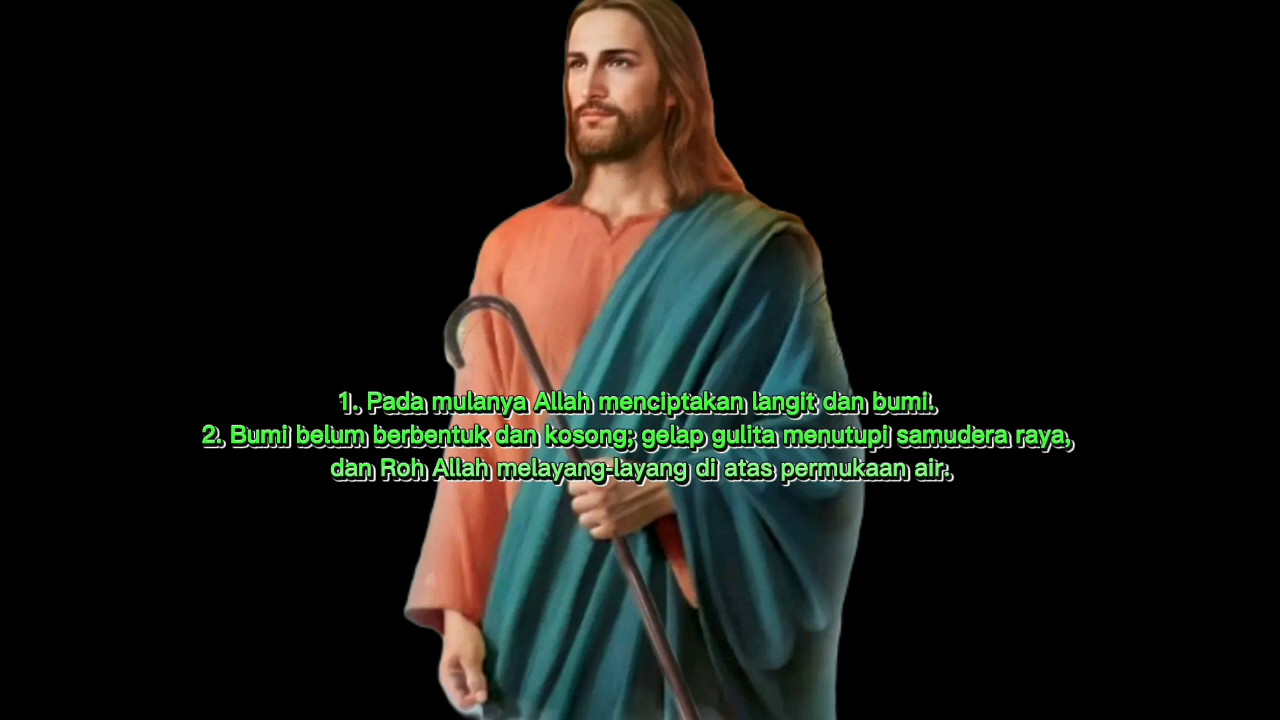 1. Pada mulanya Allah menciptakan langit dan bumi.
2. Bumi belum berbentuk dan kosong; gelap gulita menutupi samudera raya,
dan Roh Allah melayang-layang di atas permukaan air.